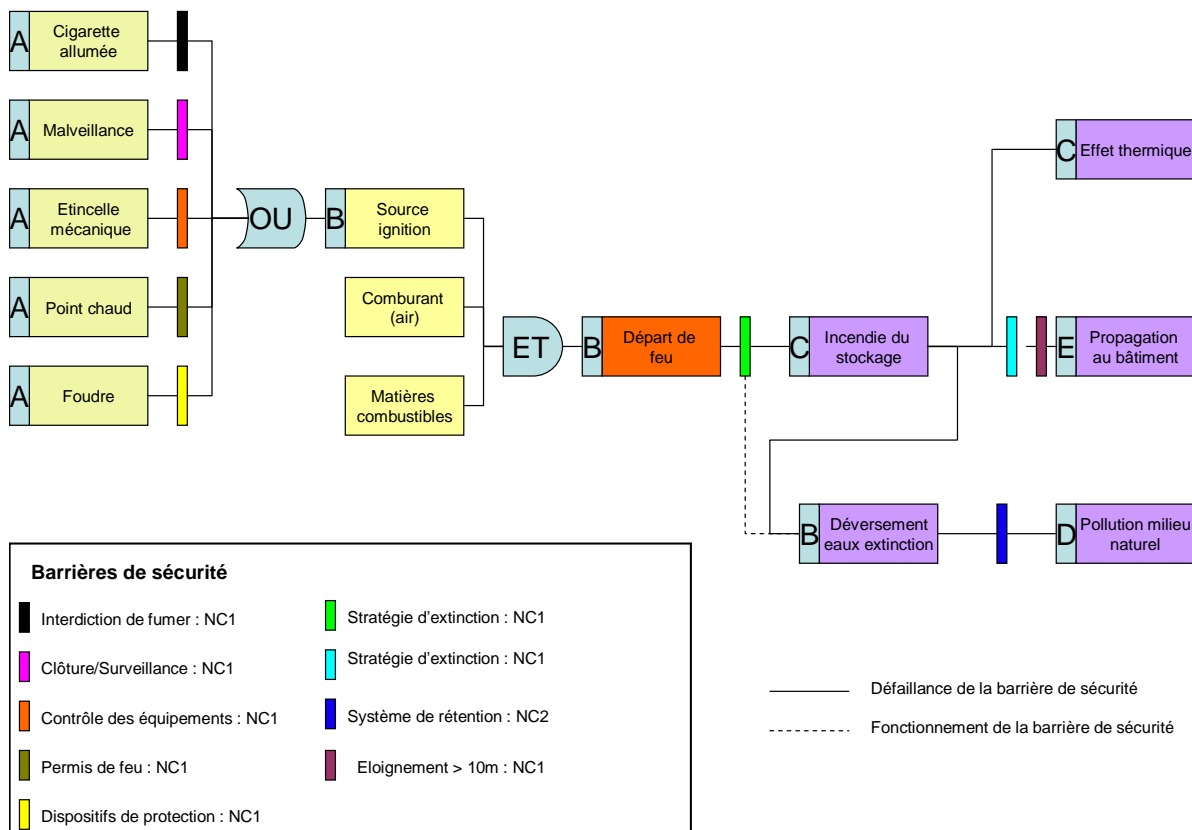 A
Cigarette
allumée
A
Malveillance
A
Etincelle
mécanique
A
Point chaud
A
Foudre
OU
B
Source
ignition
Comburant
(air)
Matières
combustibles
ET
B
Départ de
feu
C
Incendie du
stockage
C
Effet thermique
E
Propagation
au bâtiment
B
Déversement
eaux extinction
D
Pollution milieu
naturel
Barrières de sécurité
Interdiction de fumer : NC1
Clôture/Surveillance : NC1
Contrôle des équipements : NC1
Permis de feu : NC1
Dispositifs de protection : NC1
Stratégie d'extinction : NC1
Stratégie d'extinction : NC1
Système de rétention : NC2
Eloignement > 10m : NC1
Défaillance de la barrière de sécurité
Fonctionnement de la barrière de sécurité